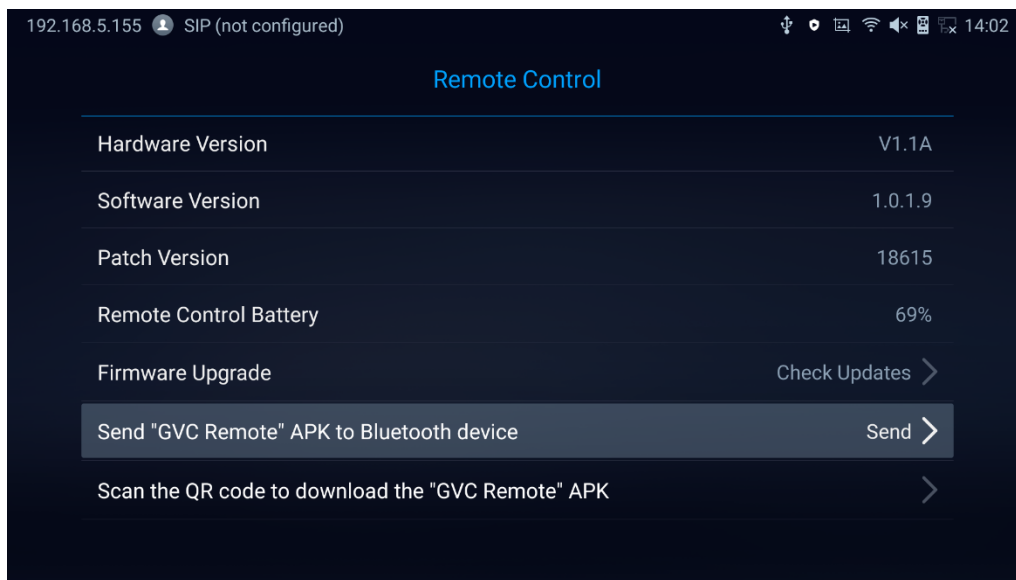 192.168.5.155 SIP (not configured) 14:02
Remote Control
Hardware Version V1.1A
Software Version 1.0.1.9
Patch Version 18615
Remote Control Battery 69%
Firmware Upgrade Check Updates
Send "GVC Remote" APK to Bluetooth device Send
Scan the QR code to download the "GVC Remote" APK